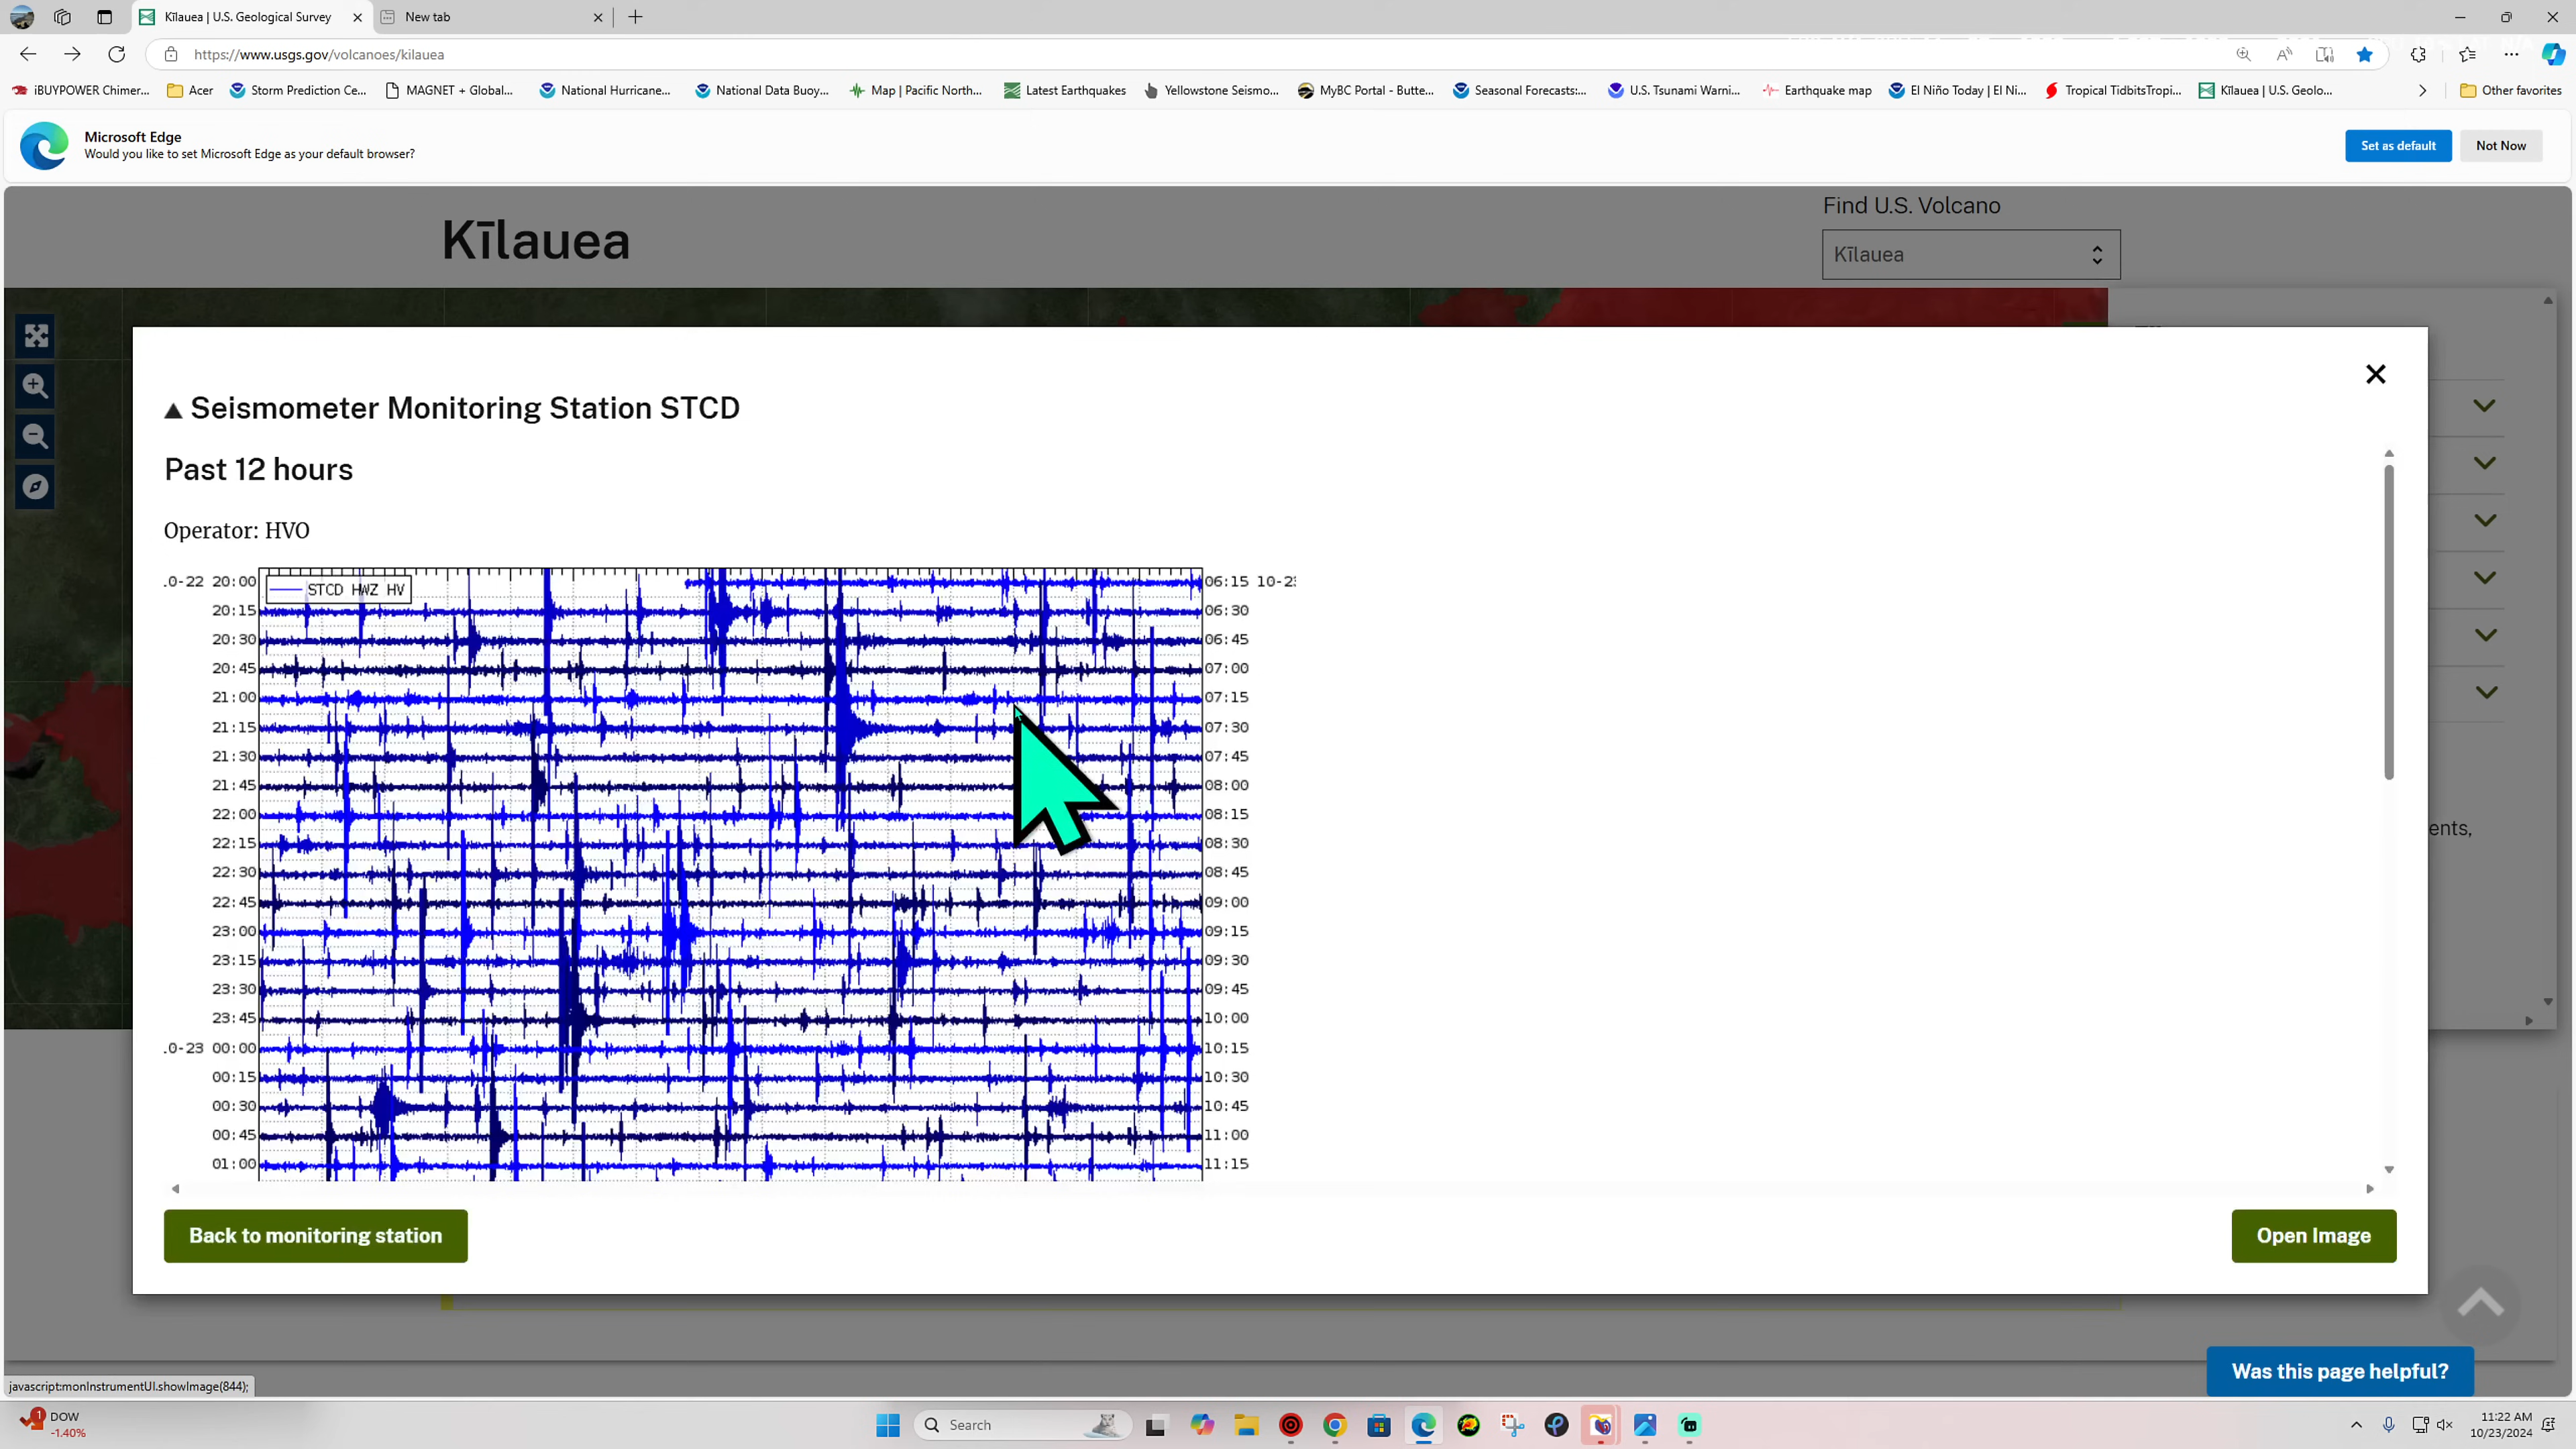 Kīlauea | U.S. Geological Survey
New tab
https://www.usgs.gov/volcanoes/kilauea
iBUYPOWER Chimer...
Acer
Storm Prediction Ce...
MAGNET + Global...
National Hurricane...
National Data Buoy...
Map | Pacific North...
Latest Earthquakes
Yellowstone Seismo...
MyBC Portal - Butte...
Seasonal Forecasts:...
U.S. Tsunami Warni...
Earthquake map
El Niño Today | El Ni...
Tropical TidbitsTropi...
Kīlauea | U.S. Geolo...
Other favorites
Microsoft Edge
Would you like to set Microsoft Edge as your default browser?
Set as default
Not Now
Kīlauea
Find U.S. Volcano
Kīlauea
Seismometer Monitoring Station STCD
Past 12 hours
Operator: HVO
STCD HWZ HV
.0-22 20:00 06:15 10-23
20:15 06:30
20:30 06:45
20:45 07:00
21:00 07:15
21:15 07:30
21:30 07:45
21:45 08:00
22:00 08:15
22:15 08:30
22:30 08:45
22:45 09:00
23:00 09:15
23:15 09:30
23:30 09:45
23:45 10:00
.0-23 00:00 10:15
00:15 10:30
00:30 10:45
00:45 11:00
01:00 11:15
ents,
Back to monitoring station
Open Image
Was this page helpful?
javascript:monInstrumentUI.showImage(844);
1
DOW
-1.40%
Search
11:22 AM
10/23/2024